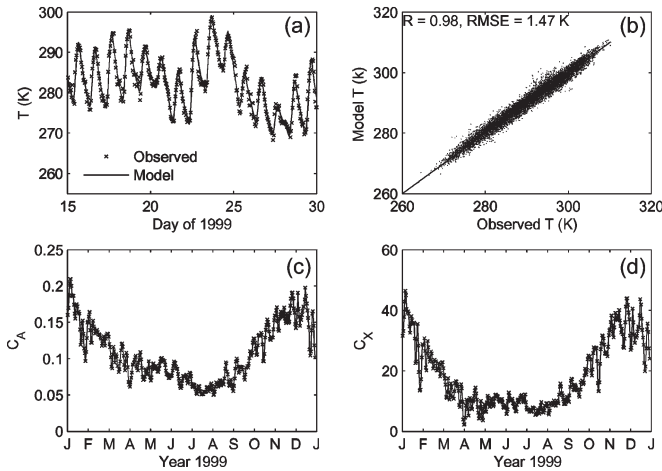 (a)
300
290
280
270
260
255
T (K)
× Observed
Model
15 20 25 30
Day of 1999
(b)
R = 0.98, RMSE = 1.47 K
320
300
280
260
Model T (k)
260 280 300 320
Observed T (K)
(c)
0.25
0.2
0.15
0.1
0.05
0
C_A
J F M A M J J A S O N D J
Year 1999
(d)
60
40
20
0
C_X
J F M A M J J A S O N D J
Year 1999